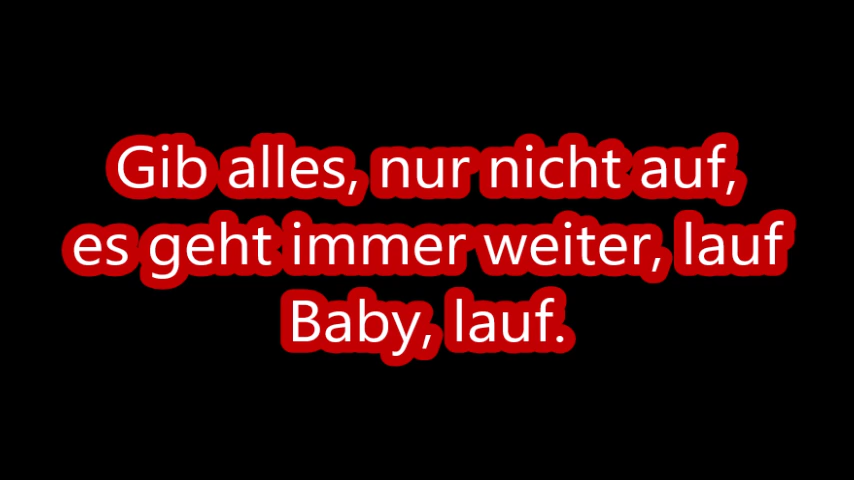 Gib alles, nur nicht auf,
es geht immer weiter, lauf
Baby, lauf.